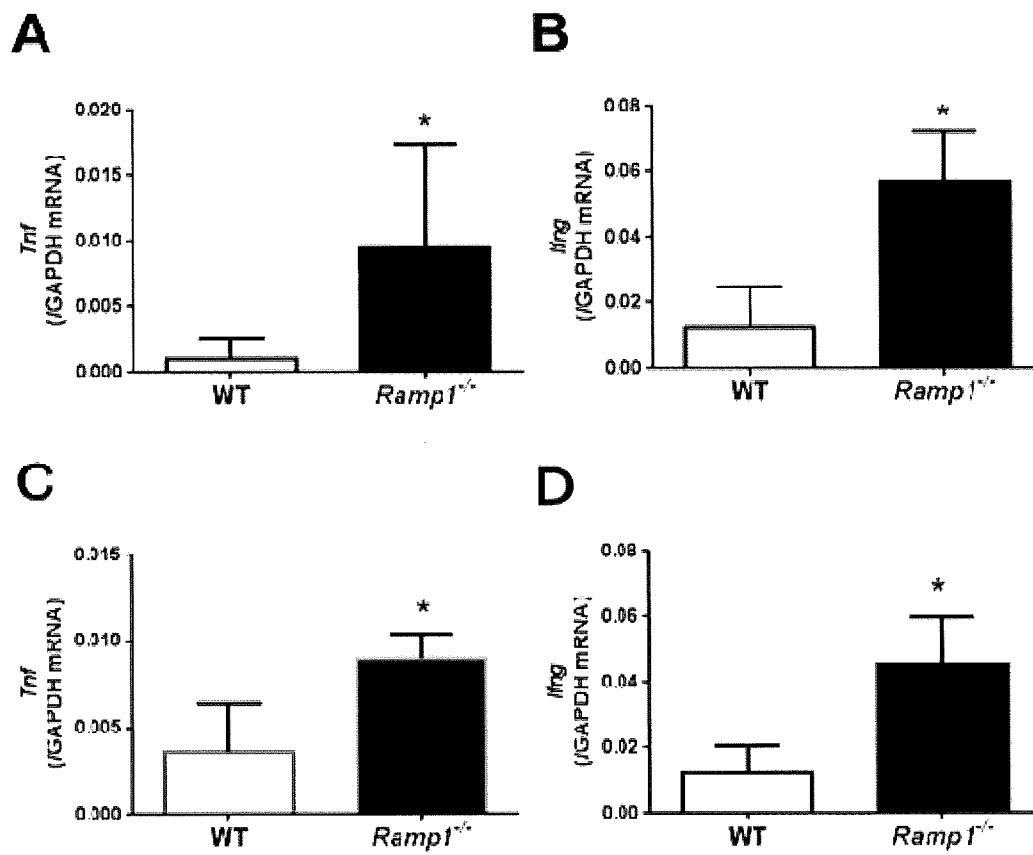 A
0.020
0.015
0.010
0.005
0.000
Tnf
(/GAPDH mRNA)
*
WT
Ramp1-/-
B
0.08
0.06
0.04
0.02
0.00
Ifng
(/GAPDH mRNA)
*
WT
Ramp1-/-
C
0.015
0.010
0.005
0.000
Tnf
(/GAPDH mRNA)
*
WT
Ramp1-/-
D
0.08
0.06
0.04
0.02
0.00
Ifng
(/GAPDH mRNA)
*
WT
Ramp1-/-